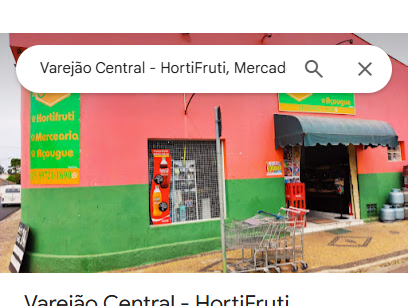 Varejão Central - HortiFruti, Mercad
Açougue
Hortifruti
Mercearia
Açougue
Varejão Central - HortiFruti,